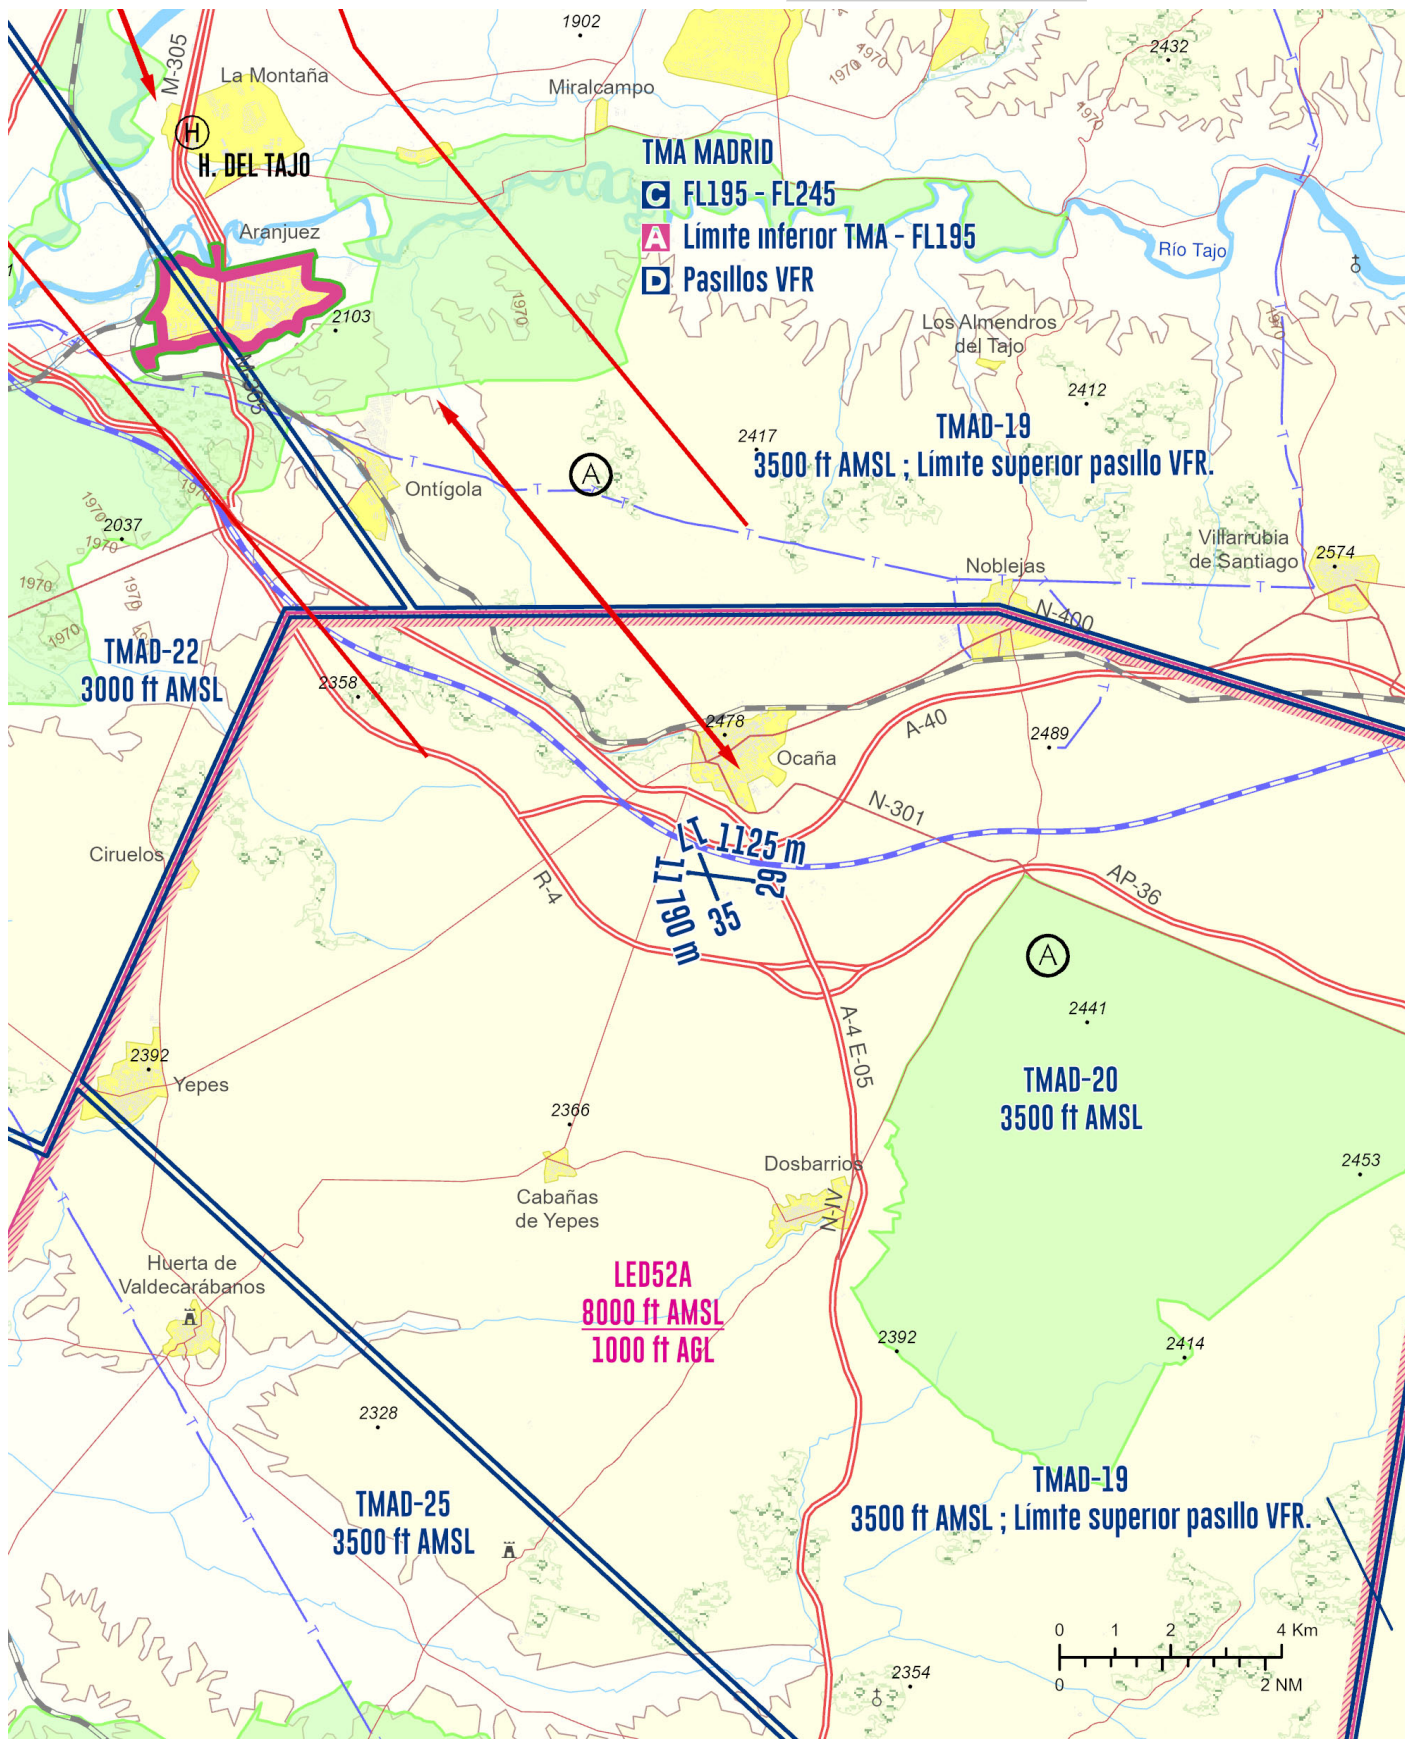 1902
2432
M-305
La Montaña
Miralcampo
1970
4970
1970
H
H. DEL TAJO
TMA MADRID
C FL195 - FL245
A Límite inferior TMA - FL195
D Pasillos VFR
Aranjuez
Río Tajo
1970
1970
2103
Los Almendros
del Tajo
2412
M-305
TMAD-19
3500 ft AMSL ; Límite superior pasillo VFR.
2417
A
Ontígola
1970
1970
1970
2037
Villarrubia
de Santiago
2574
Noblejas
N-400
1970
1970
1970
TMAD-22
3000 ft AMSL
2358
2478
A-40
2489
Ocaña
N-301
17 1125 m
11 790 m
29
35
Ciruelos
R-4
AP-36
A
2441
A-4 E-05
2392
Yepes
TMAD-20
3500 ft AMSL
2366
Dosbarrios
2453
Cabañas
de Yepes
N-IV
Huerta de
Valdecarábanos
LED52A
8000 ft AMSL
1000 ft AGL
2392
2414
2328
TMAD-25
3500 ft AMSL
TMAD-19
3500 ft AMSL ; Límite superior pasillo VFR.
0 1 2 4 Km
0 2 NM
2354